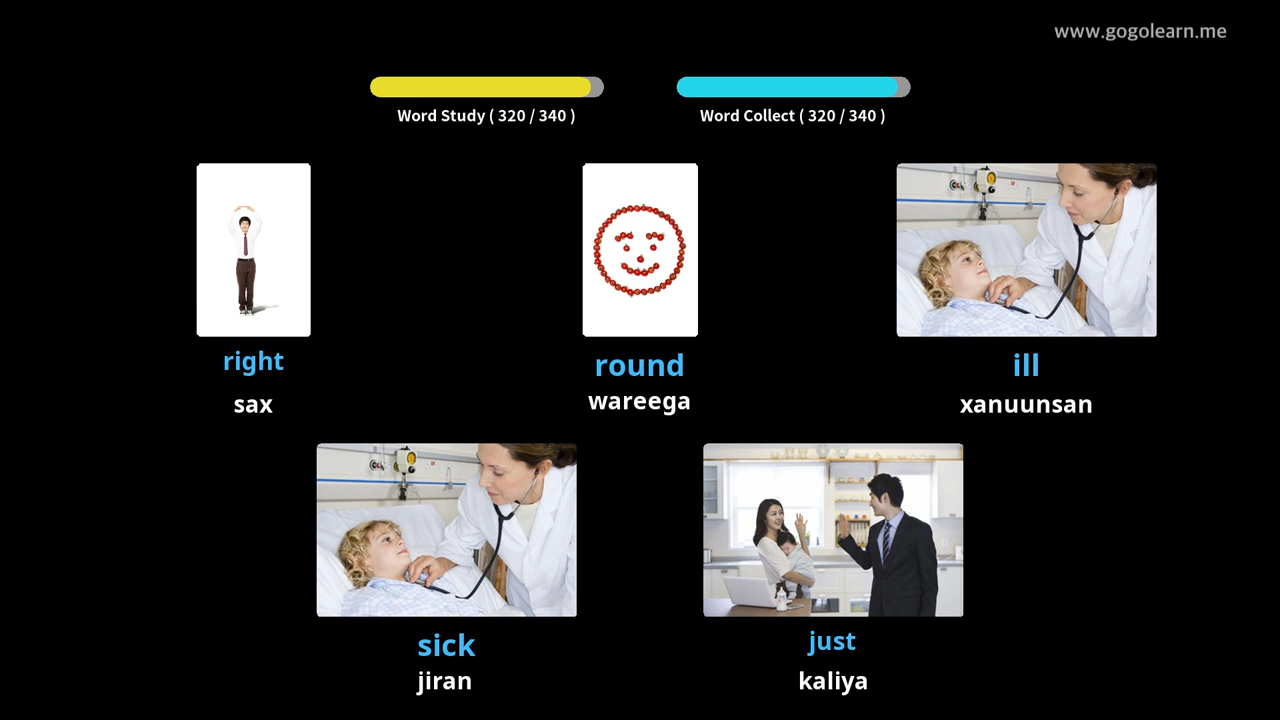 www.gogolearn.me
Word Study ( 320 / 340 )
Word Collect ( 320 / 340 )
right
sax
round
wareega
ill
xanuunsan
sick
jiran
just
kaliya